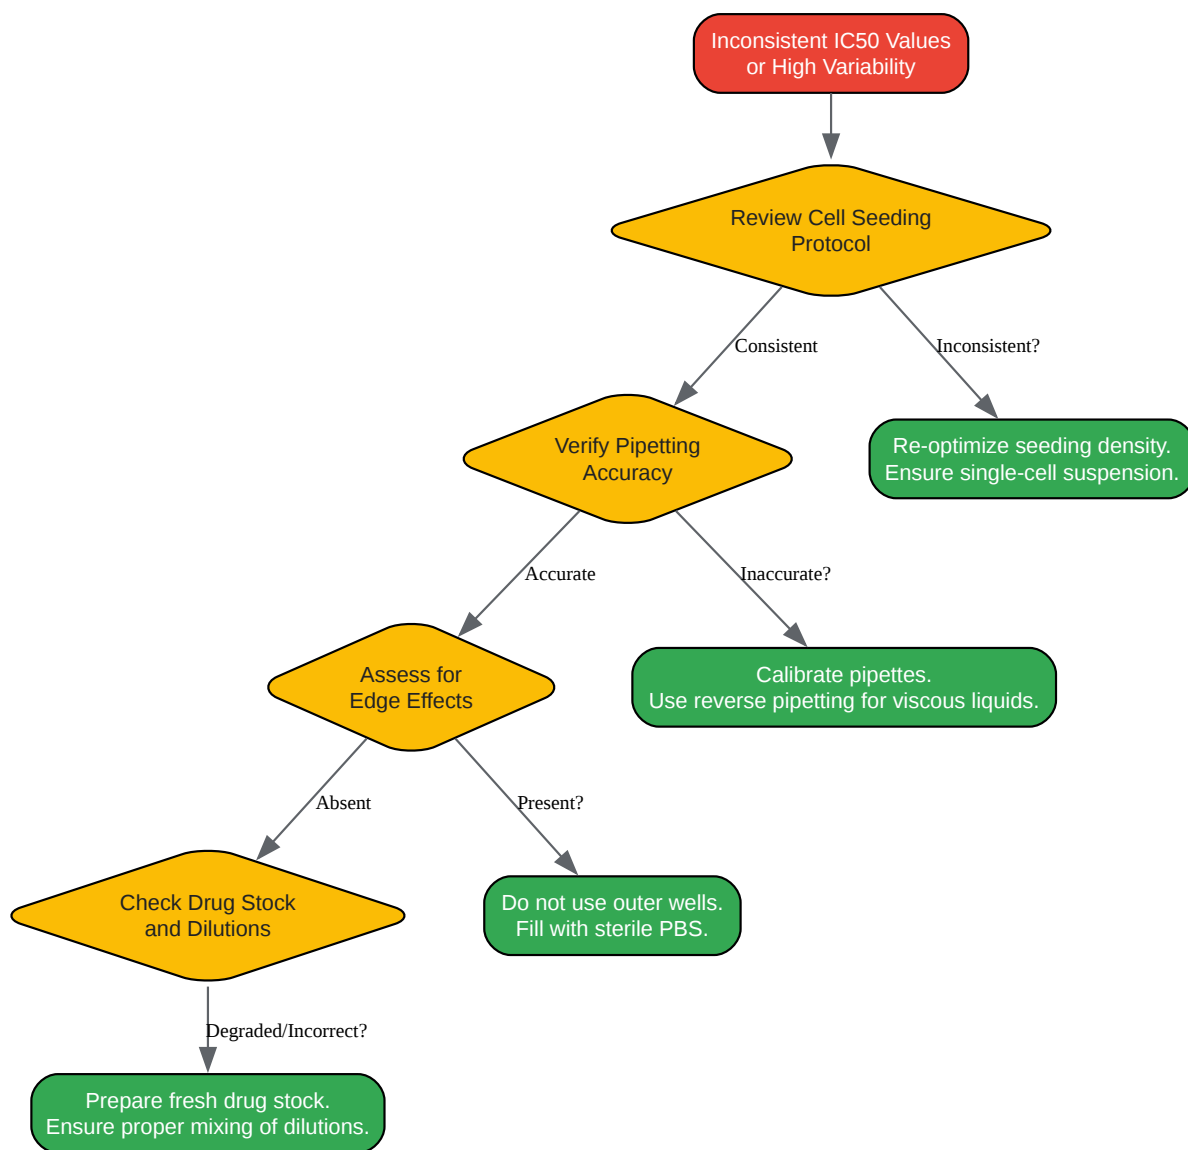 Inconsistent IC50 Values
or High Variability
Review Cell Seeding
Protocol
Consistent
Inconsistent?
Verify Pipetting
Accuracy
Re-optimize seeding density.
Ensure single-cell suspension.
Accurate
Inaccurate?
Assess for
Edge Effects
Calibrate pipettes.
Use reverse pipetting for viscous liquids.
Absent
Present?
Check Drug Stock
and Dilutions
Do not use outer wells.
Fill with sterile PBS.
Degraded/Incorrect?
Prepare fresh drug stock.
Ensure proper mixing of dilutions.